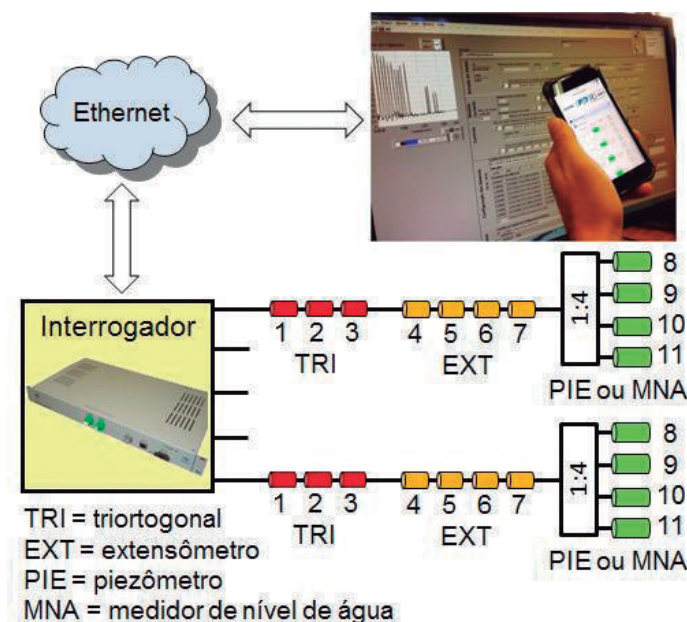 Ethernet
Interrogador
1 2 3
TRI
4 5 6 7
EXT
1:4
8
9
10
11
PIE ou MNA
1 2 3
TRI
4 5 6 7
EXT
1:4
8
9
10
11
PIE ou MNA
TRI = triortogonal
EXT = extensômetro
PIE = piezômetro
MNA = medidor de nível de água